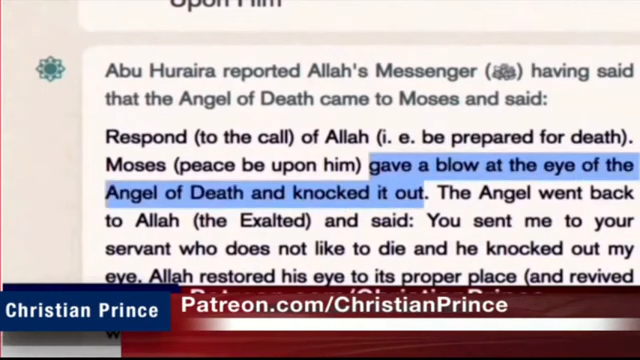 Upon Him
Abu Huraira reported Allah's Messenger (ﷺ) having said
that the Angel of Death came to Moses and said:
Respond (to the call) of Allah (i. e. be prepared for death).
Moses (peace be upon him) gave a blow at the eye of the
Angel of Death and knocked it out. The Angel went back
to Allah (the Exalted) and said: You sent me to your
servant who does not like to die and he knocked out my
eye. Allah restored his eye to its proper place (and revived
Patreon.com/ChristianPrince
Christian Prince
Patreon.com/ChristianPrince